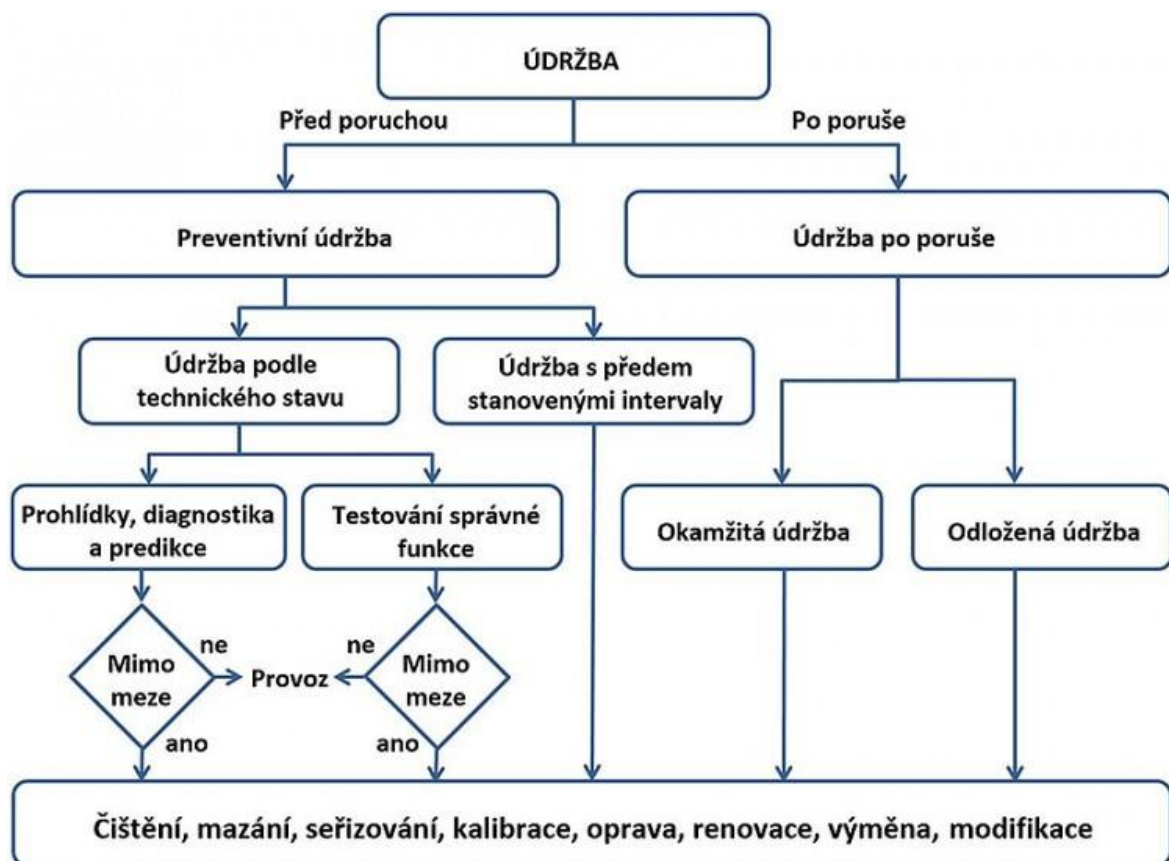 ÚDRŽBA
Před poruchou
Po poruše
Preventivní údržba
Údržba po poruše
Údržba podle
technického stavu
Údržba s předem
stanovenými intervaly
Prohlídky, diagnostika
a predikce
Testování správné
funkce
Okamžitá údržba
Odložená údržba
Mimo
meze
ne
Provoz
ne
Mimo
meze
ano
ano
Čištění, mazání, seřizování, kalibrace, oprava, renovace, výměna, modifikace